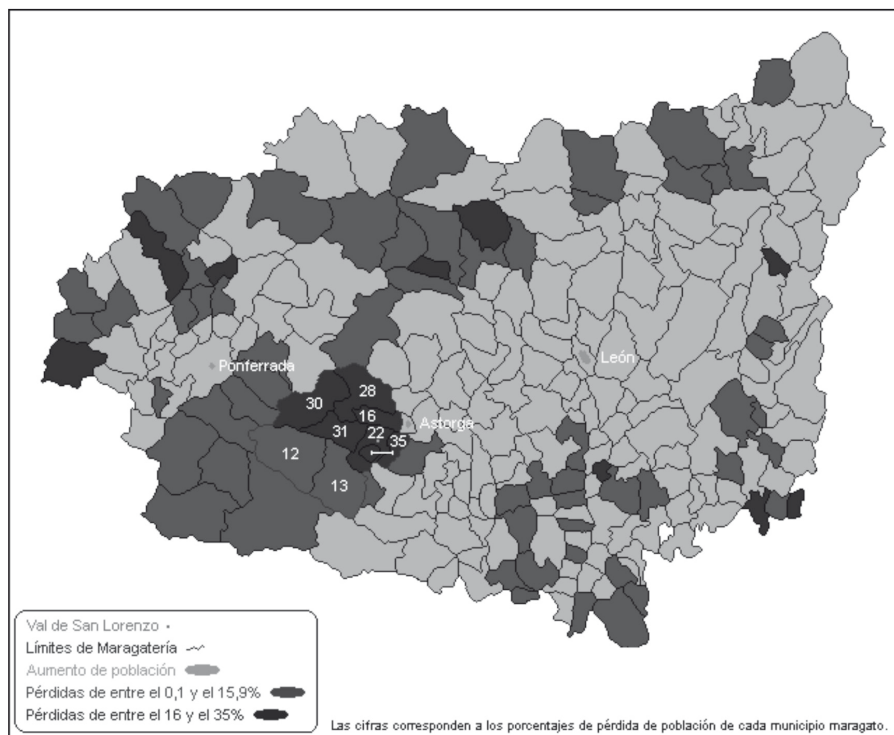 León
Ponferrada
28
30
16
Astorga
31
22
35
12
13
Val de San Lorenzo
Límites de Maragatería
Aumento de población
Pérdidas de entre el 0,1 y el 15,9%
Pérdidas de entre el 16 y el 35%
Las cifras corresponden a los porcentajes de pérdida de población de cada municipio maragato.